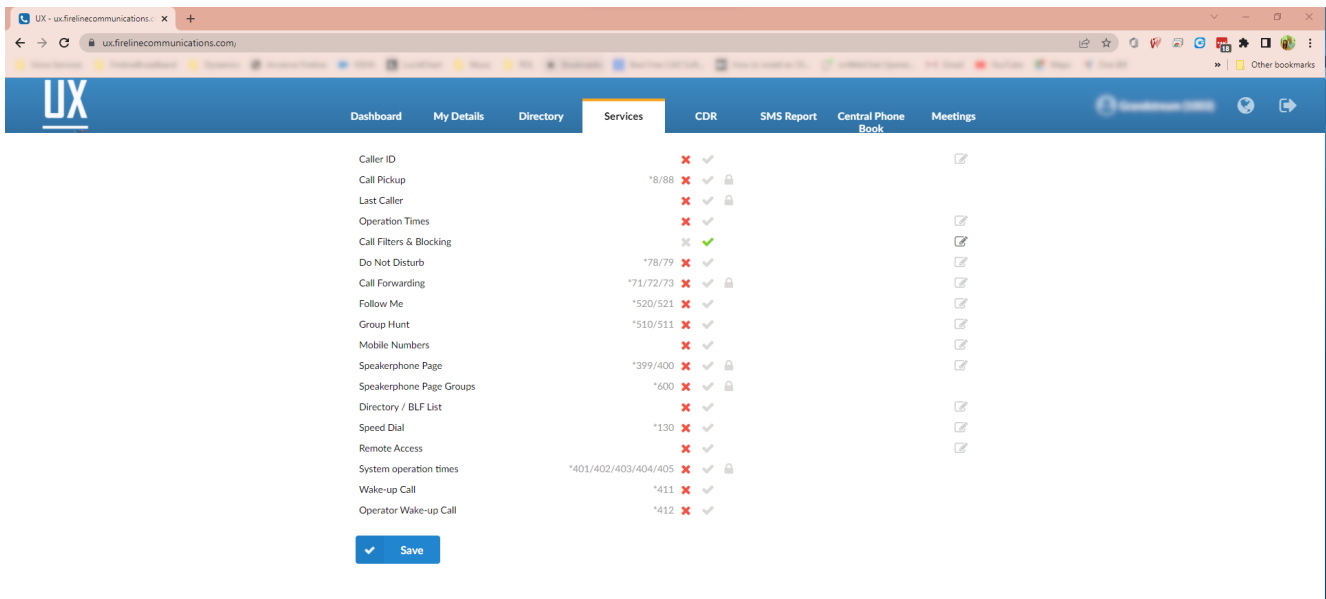 UX - ux.firelinecommunications.c
ux.firelinecommunications.com/
18
» Other bookmarks
UX
Dashboard My Details Directory Services CDR SMS Report Central Phone Book Meetings
Caller ID
Call Pickup *8/88
Last Caller
Operation Times
Call Filters & Blocking
Do Not Disturb *78/79
Call Forwarding *71/72/73
Follow Me *520/521
Group Hunt *510/511
Mobile Numbers
Speakerphone Page *399/400
Speakerphone Page Groups *600
Directory / BLF List
Speed Dial *130
Remote Access
System operation times *401/402/403/404/405
Wake-up Call *411
Operator Wake-up Call *412
Save